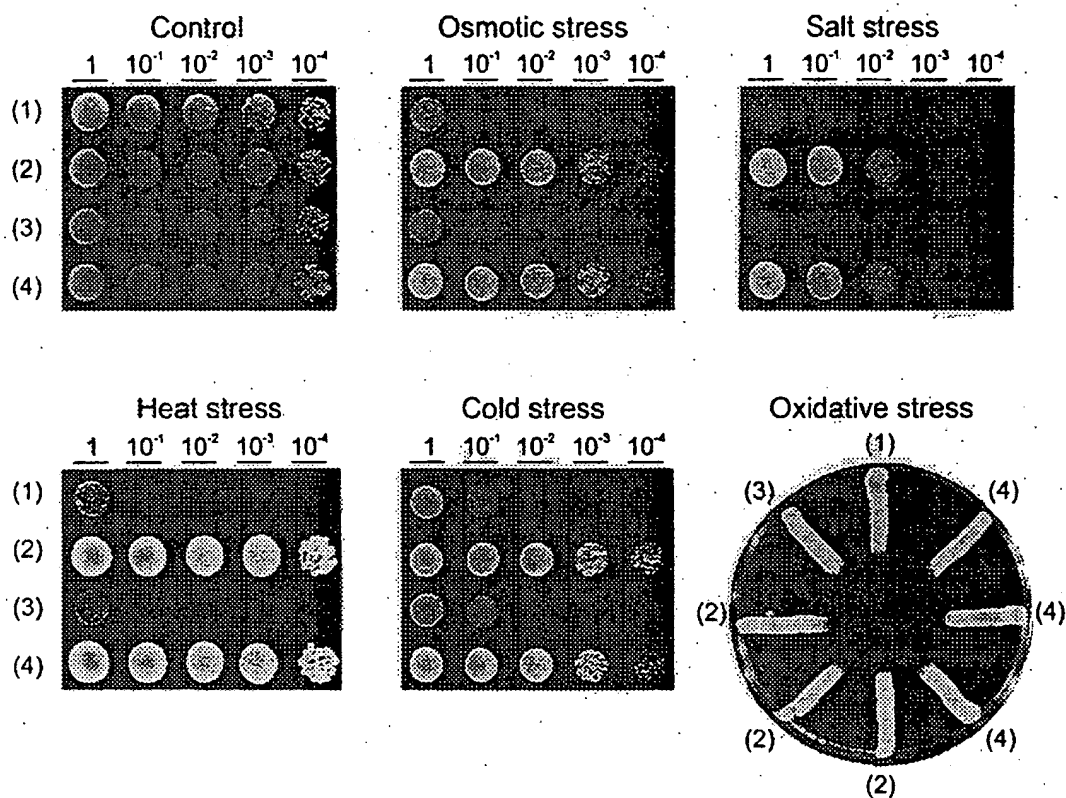 Control Osmotic stress Salt stress
1 10⁻¹ 10⁻² 10⁻³ 10⁻⁴ 1 10⁻¹ 10⁻² 10⁻³ 10⁻⁴ 1 10⁻¹ 10⁻² 10⁻³ 10⁻⁴
(1)
(2)
(3)
(4)
Heat stress Cold stress Oxidative stress
1 10⁻¹ 10⁻² 10⁻³ 10⁻⁴ 1 10⁻¹ 10⁻² 10⁻³ 10⁻⁴ (1)
(1) (3) (4)
(2)
(3) (2) (4)
(4)
(2) (4)
(2)